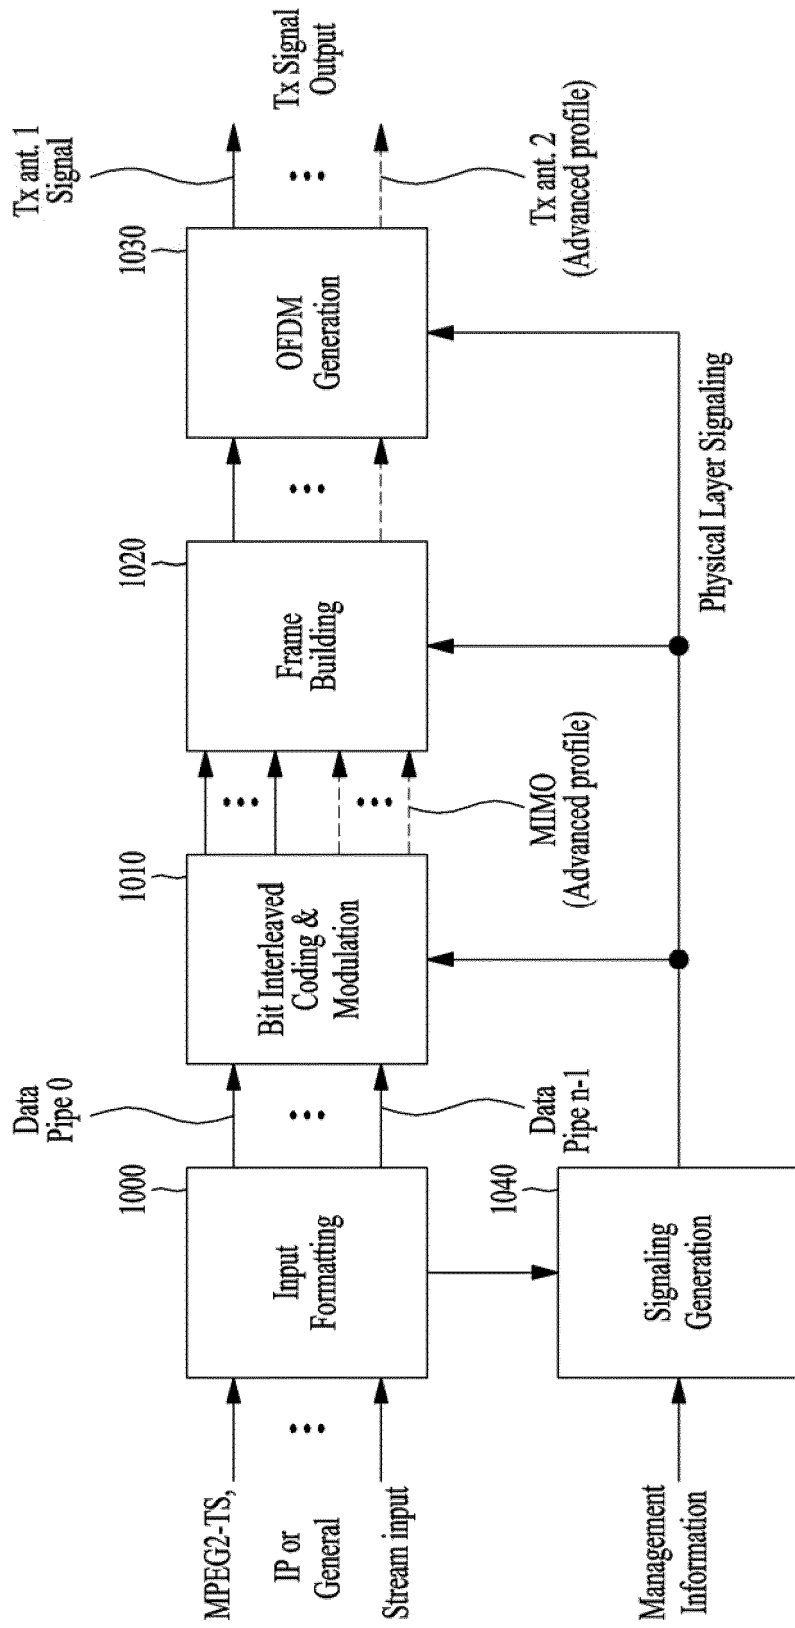 MPEG2-TS,
IP or
General
Stream input
Management
Information
1000
Input
Formatting
1040
Signaling
Generation
Data
Pipe 0
Data
Pipe n-1
1010
Bit Interleaved
Coding &
Modulation
MIMO
(Advanced profile)
1020
Frame
Building
Physical Layer Signaling
1030
OFDM
Generation
Tx ant. 1
Signal
Tx Signal
Output
Tx ant. 2
(Advanced profile)